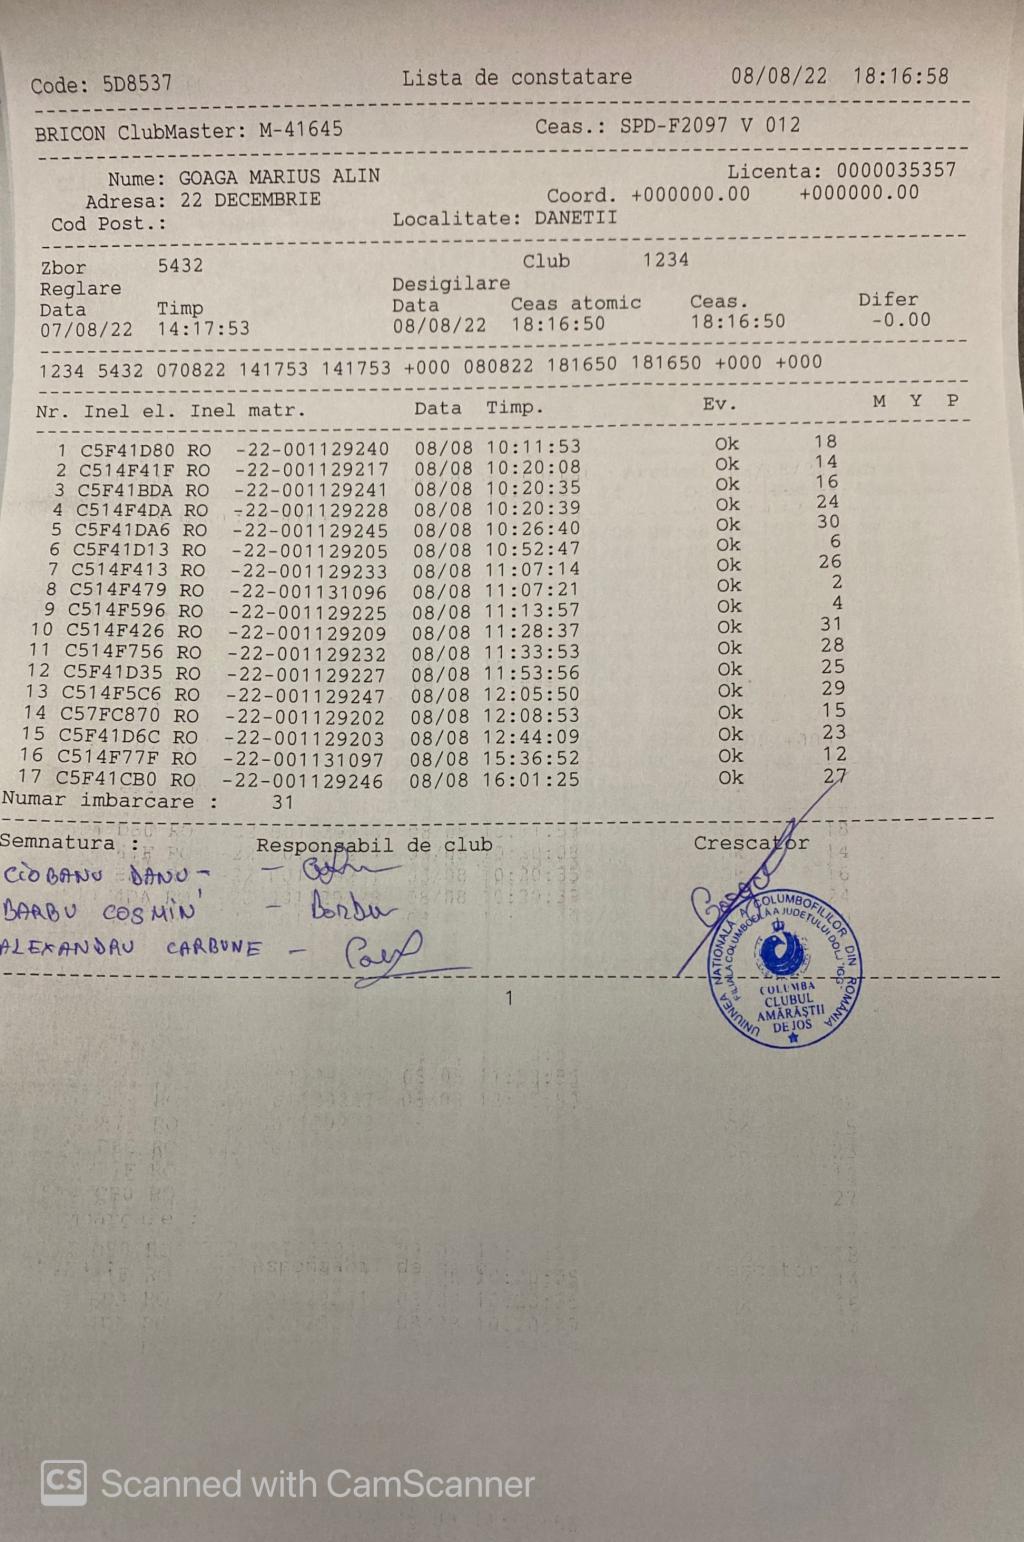 Code: 5D8537 Lista de constatare 08/08/22 18:16:58
BRICON ClubMaster: M-41645 Ceas.: SPD-F2097 V 012
Nume: GOAGA MARIUS ALIN Licenta: 0000035357
Adresa: 22 DECEMBRIE Coord. +000000.00 +000000.00
Cod Post.: Localitate: DANETII
Zbor 5432 Club 1234
Reglare Desigilare
Data Timp Data Ceas atomic Ceas. Difer
07/08/22 14:17:53 08/08/22 18:16:50 18:16:50 -0.00
1234 5432 070822 141753 141753 +000 080822 181650 181650 +000 +000
Nr. Inel el. Inel matr. Data Timp. Ev. M Y P
1 C5F41D80 RO -22-001129240 08/08 10:11:53 Ok 18
2 C514F41F RO -22-001129217 08/08 10:20:08 Ok 14
3 C5F41BDA RO -22-001129241 08/08 10:20:35 Ok 16
4 C514F4DA RO -22-001129228 08/08 10:20:39 Ok 24
5 C5F41DA6 RO -22-001129245 08/08 10:26:40 Ok 30
6 C5F41D13 RO -22-001129205 08/08 10:52:47 Ok 6
7 C514F413 RO -22-001129233 08/08 11:07:14 Ok 26
8 C514F479 RO -22-001131096 08/08 11:07:21 Ok 2
9 C514F596 RO -22-001129225 08/08 11:13:57 Ok 4
10 C514F426 RO -22-001129209 08/08 11:28:37 Ok 31
11 C514F756 RO -22-001129232 08/08 11:33:53 Ok 28
12 C5F41D35 RO -22-001129227 08/08 11:53:56 Ok 25
13 C514F5C6 RO -22-001129247 08/08 12:05:50 Ok 29
14 C57FC870 RO -22-001129202 08/08 12:08:53 Ok 15
15 C5F41D6C RO -22-001129203 08/08 12:44:09 Ok 23
16 C514F77F RO -22-001131097 08/08 15:36:52 Ok 12
17 C5F41CB0 RO -22-001129246 08/08 16:01:25 Ok 27
Numar imbarcare : 31
Semnatura : Responsabil de club Crescator
CIOBANU DANU -
BARBU COSMIN - Barbu
ALEXANDRU CARBUNE -
UNIUNEA NAȚIONALĂ A COLUMBOFILILOR DIN ROMÂNIA
FILIALA COLUMBOFILĂ A JUDEȚULUI DOLJ "IGG"
COLUMBA
CLUBUL
AMĂRĂȘTII
DE JOS
1
CS Scanned with CamScanner